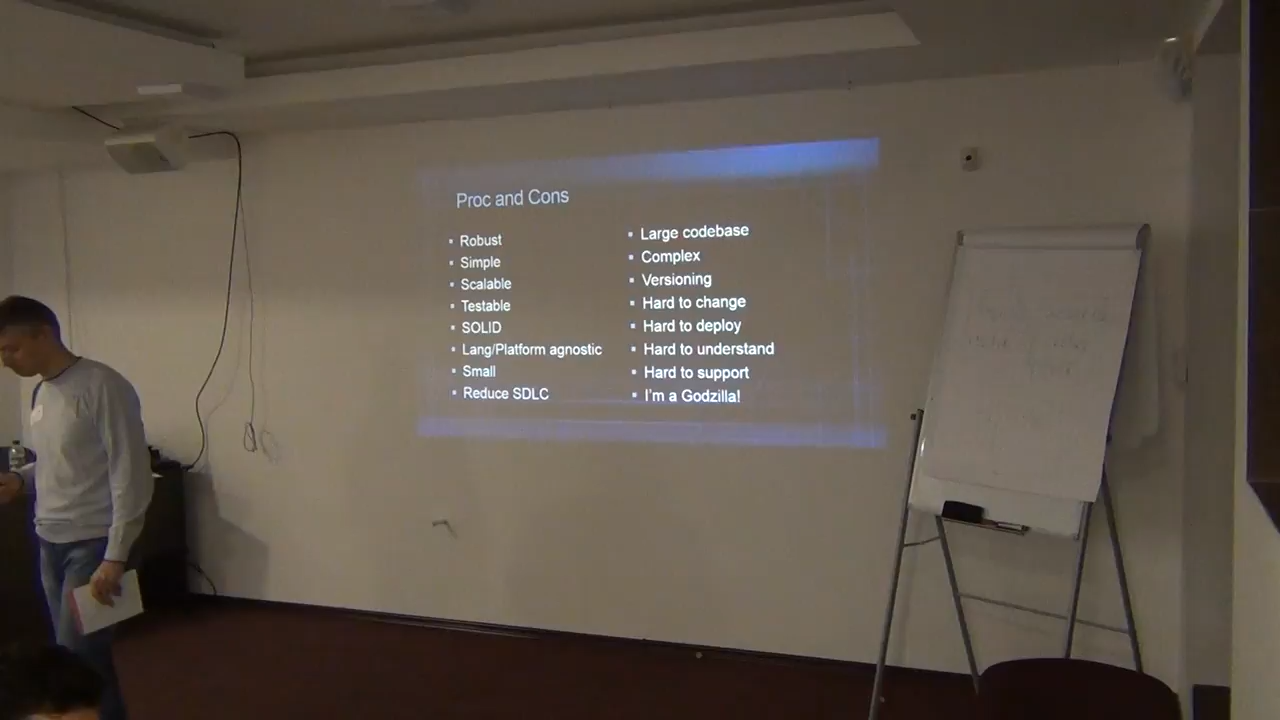 Proc and Cons
Robust
Simple
Scalable
Testable
SOLID
Lang/Platform agnostic
Small
Reduce SDLC
Large codebase
Complex
Versioning
Hard to change
Hard to deploy
Hard to understand
Hard to support
I'm a Godzilla!